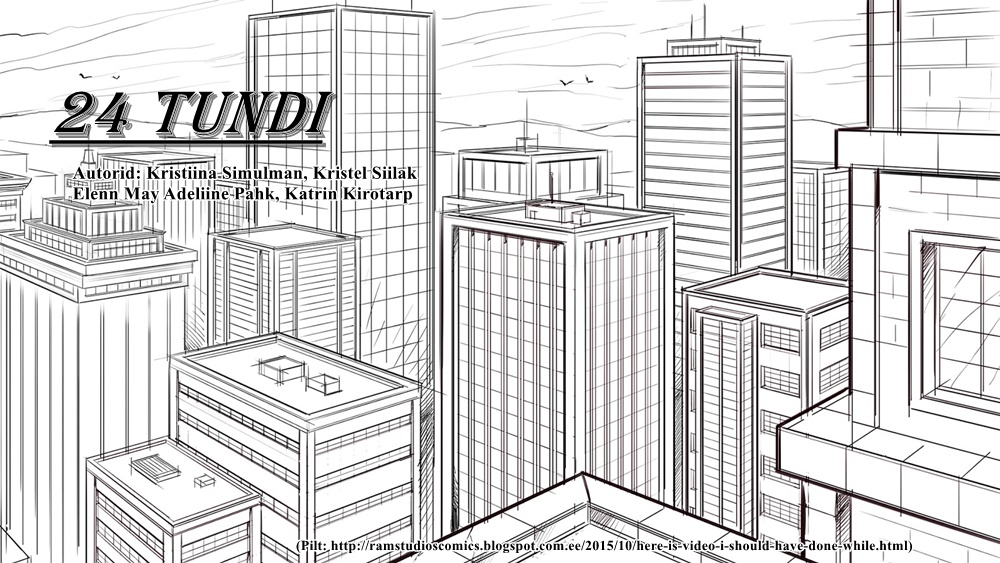 24 TUNDI
Autorid: Kristiina Simulman, Kristel Siilak
Elenn May Adeliine Pahk, Katrin Kirotarp
(Pilt: http://ramstudioscomics.blogspot.com.ee/2015/10/here-is-video-i-should-have-done-while.html)